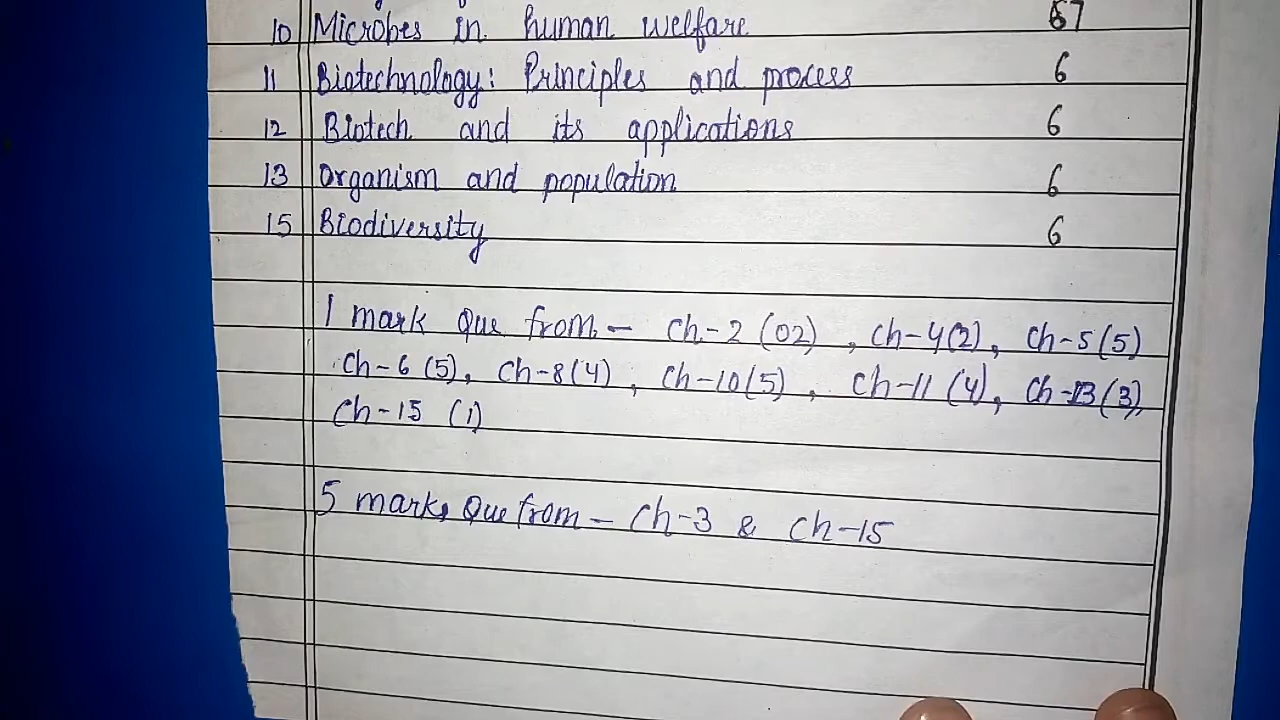 10 Microbes in human welfare 7
11 Biotechnology: Principles and process 6
12 Biotech and its applications 6
13 Organism and population 6
15 Biodiversity 6
1 mark Que from - Ch-2 (02), Ch-4(2), Ch-5(5)
Ch-6 (5), Ch-8(4), Ch-10(5), Ch-11 (4), Ch-13(3),
Ch-15 (1)
5 marks Que from - Ch-3 & Ch-15